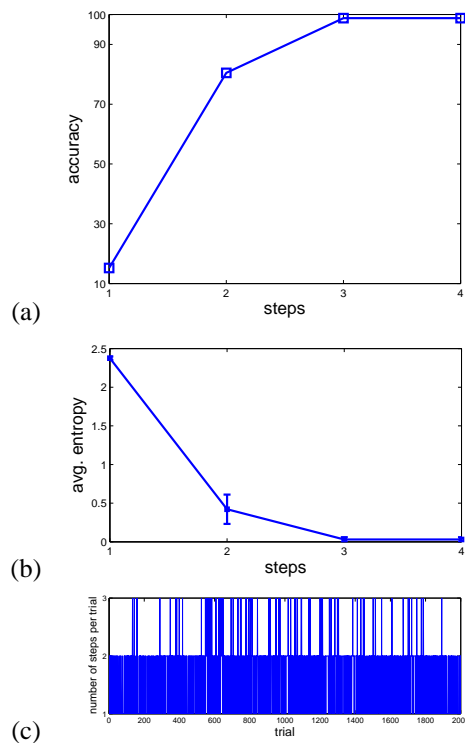 100
90
70
50
30
10
accuracy
1 2 3 4
steps
(a)
2.5
2
1.5
1
0.5
0
avg. entropy
1 2 3 4
steps
(b)
3
2
1
number of steps per trial
0 200 400 600 800 1000 1200 1400 1600 1800 2000
trial
(c)